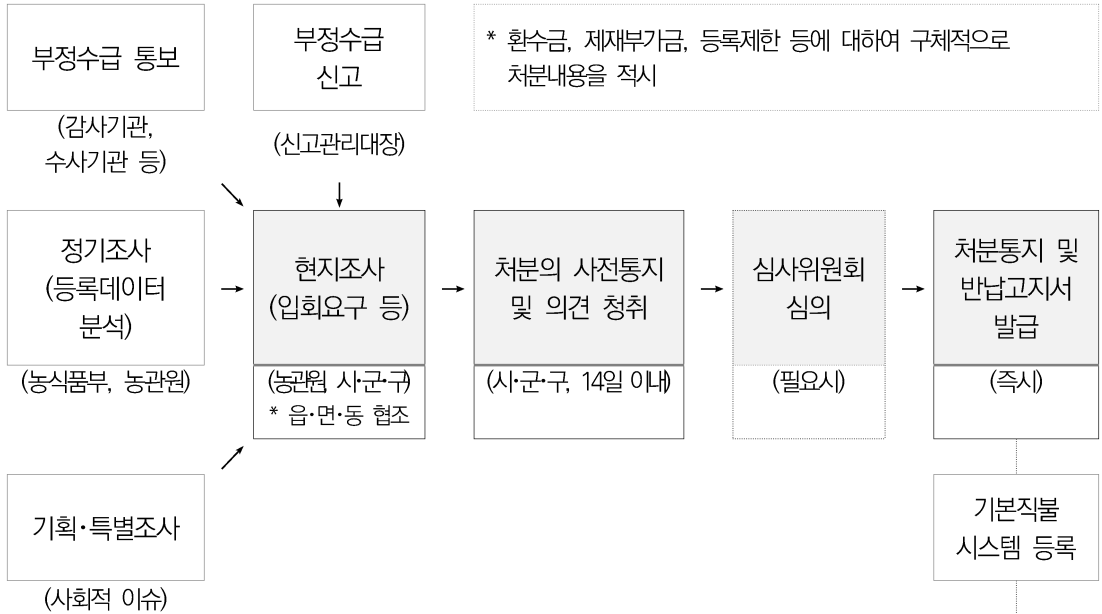 부정수급 통보
(감사기관,
수사기관 등)
부정수급
신고
(신고관리대장)
* 환수금, 제재부가금, 등록제한 등에 대하여 구체적으로
처분내용을 적시
정기조사
(등록데이터
분석)
(농식품부, 농관원)
현지조사
(입회요구 등)
(농관원, 시·군·구)
* 읍·면·동 협조
처분의 사전통지
및 의견 청취
(시·군·구, 14일 이내)
심사위원회
심의
(필요시)
처분통지 및
반납고지서
발급
(즉시)
기획·특별조사
(사회적 이슈)
기본직불
시스템 등록